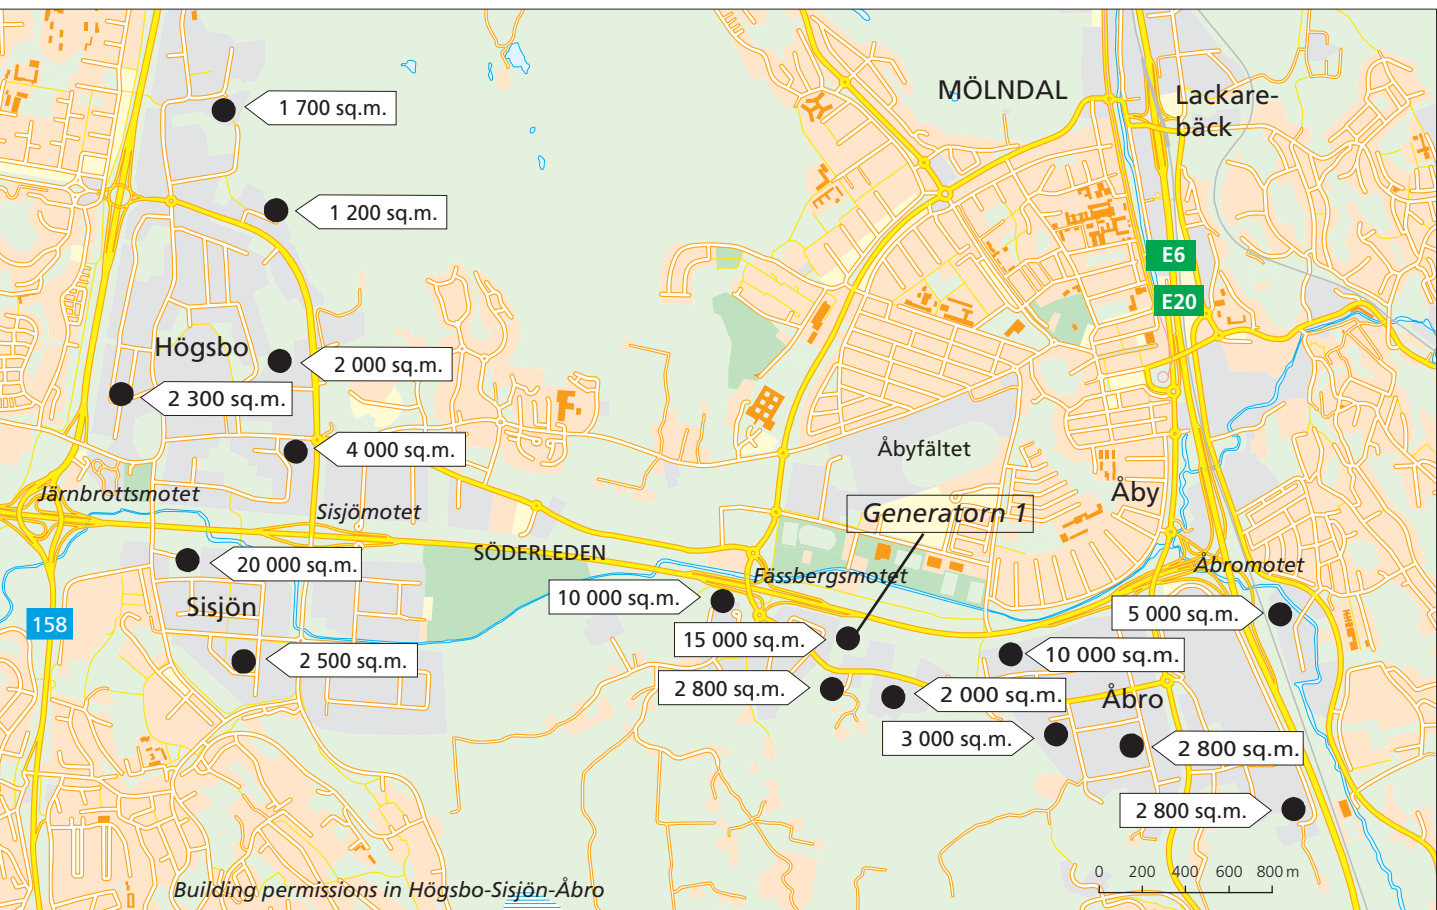 MÖLNDAL
Lackare-
bäck
1 700 sq.m.
1 200 sq.m.
E6
E20
Högsbo
2 000 sq.m.
2 300 sq.m.
4 000 sq.m.
Åbyfältet
Järnbrottsmotet
Sisjömotet
Generatorn 1
Åby
SÖDERLEDEN
20 000 sq.m.
Fässbergsmotet
Åbromotet
Sisjön
10 000 sq.m.
5 000 sq.m.
158
15 000 sq.m.
2 500 sq.m.
10 000 sq.m.
2 800 sq.m.
2 000 sq.m.
Åbro
3 000 sq.m.
2 800 sq.m.
2 800 sq.m.
0 200 400 600 800 m
Building permissions in Högsbo-Sisjön-Åbro